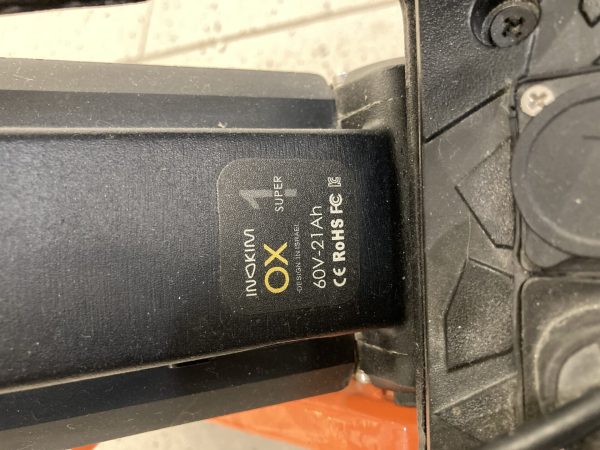 INOKIM
OX
1
SUPER
-DESIGN IN ISRAEL
60V-21Ah
CE RoHS FC